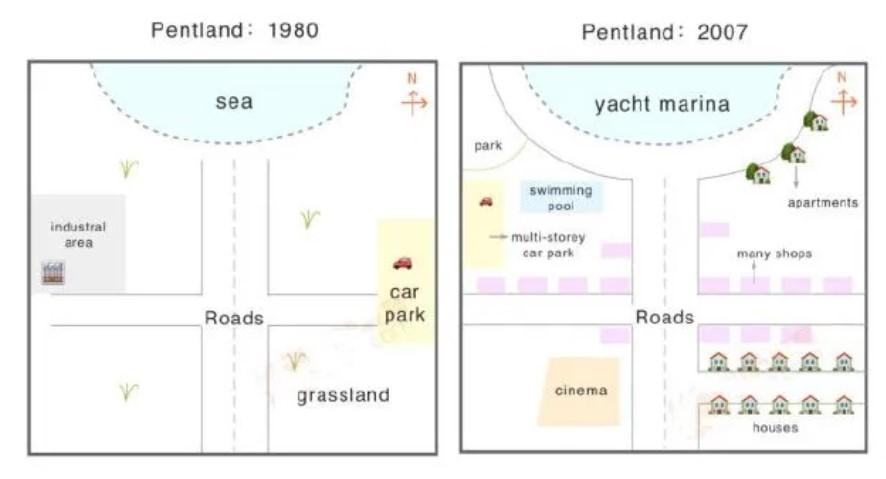 Pentland: 1980
sea
N
industral
area
car
park
Roads
grassland
Pentland: 2007
yacht marina
N
park
swimming
pool
apartments
multi-storey
car park
many shops
Roads
cinema
houses